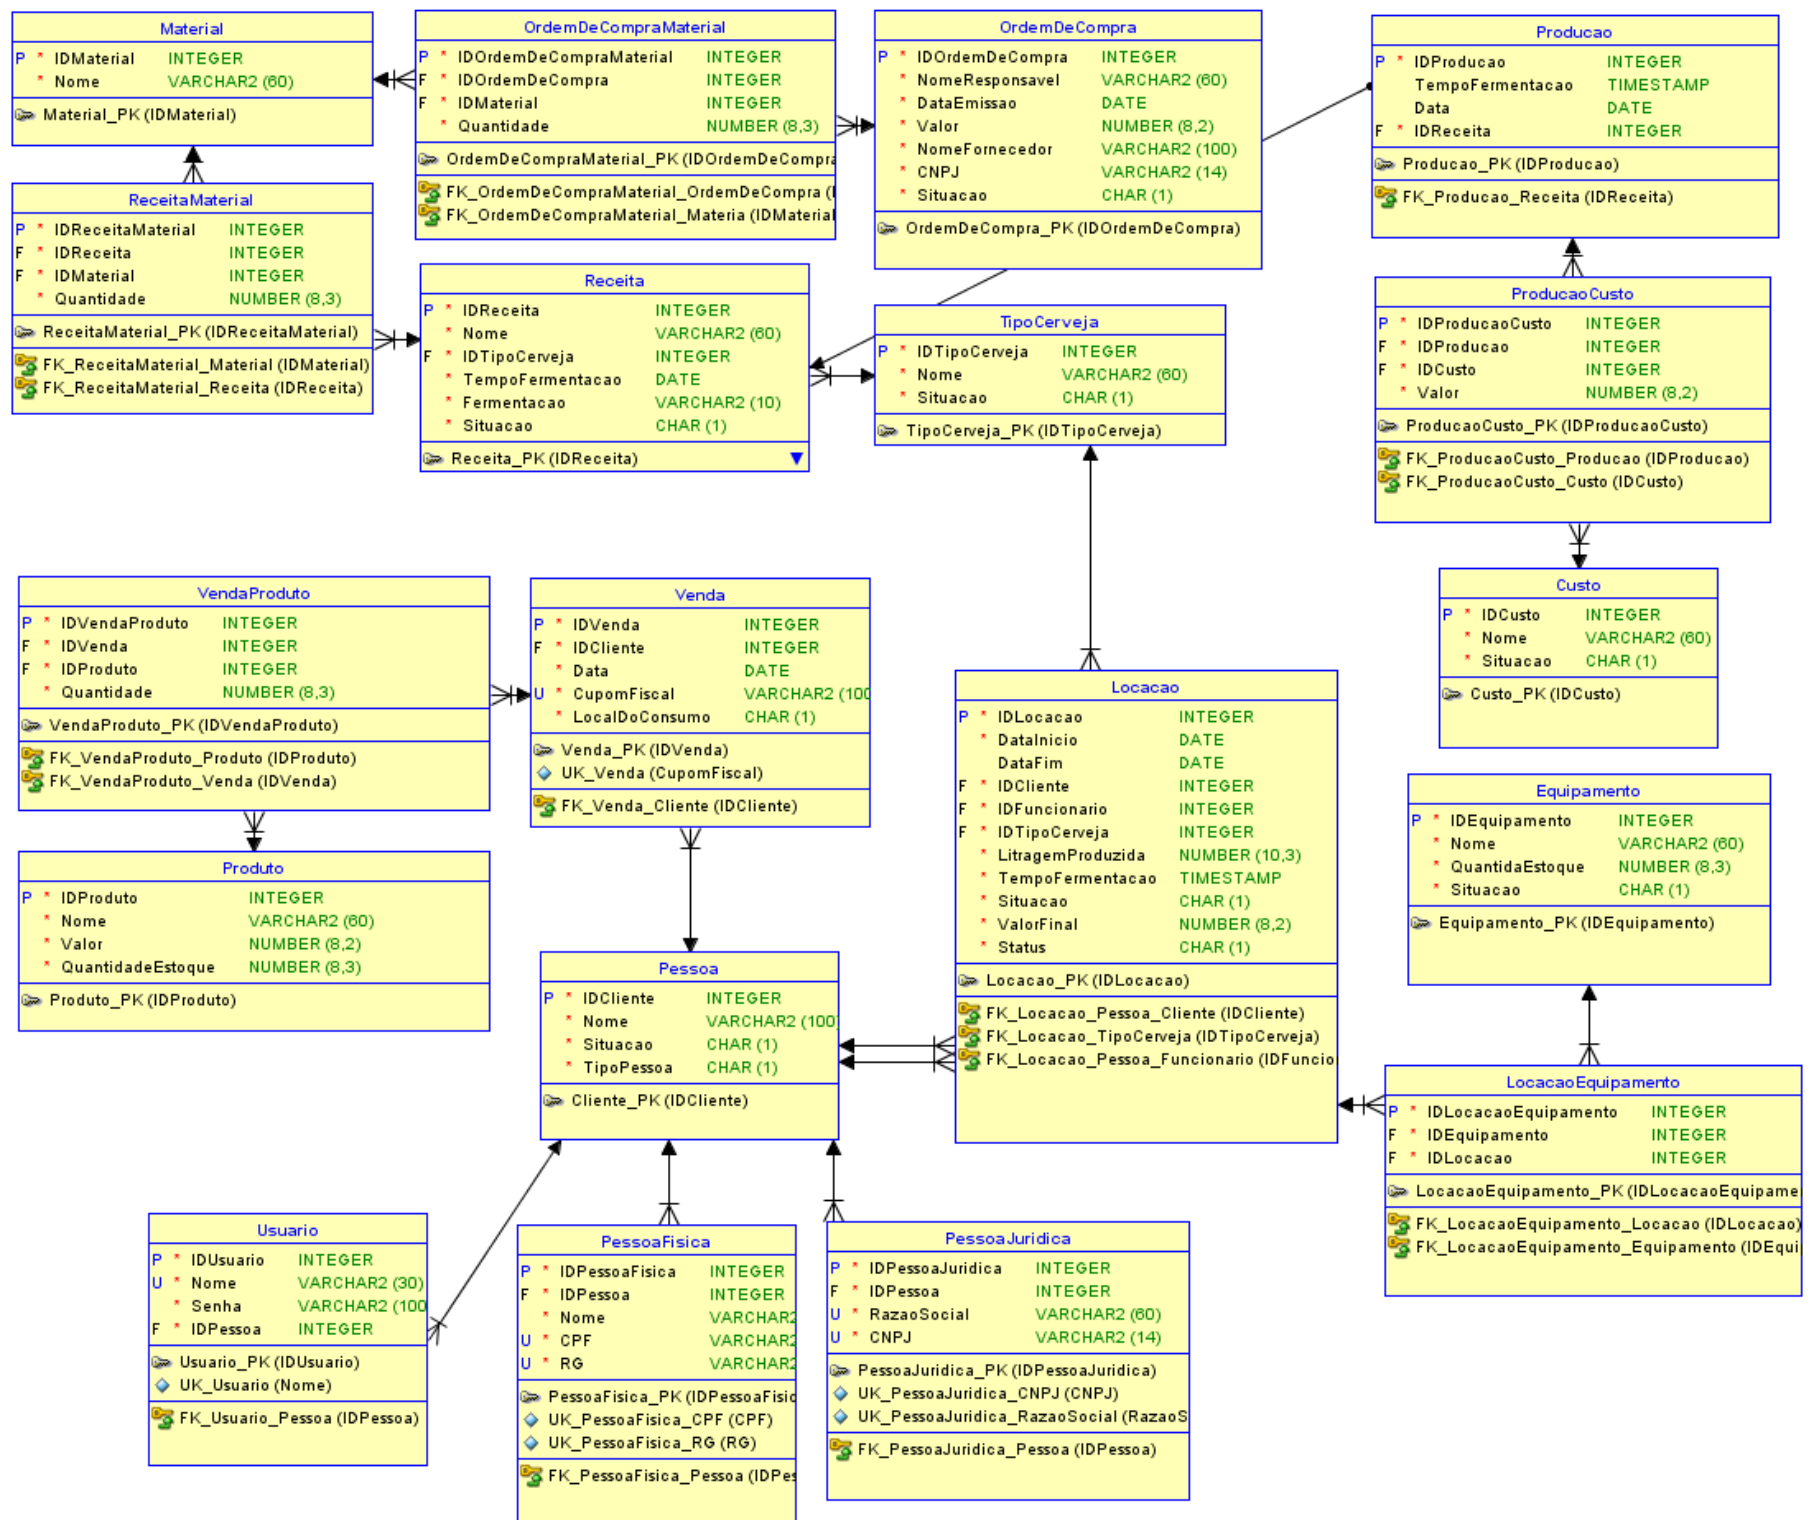 Material
P * IDMaterial INTEGER
* Nome VARCHAR2 (60)
Material_PK (IDMaterial)
OrdemDeCompraMaterial
P * IDOrdemDeCompraMaterial INTEGER
F * IDOrdemDeCompra INTEGER
F * IDMaterial INTEGER
* Quantidade NUMBER (8,3)
OrdemDeCompraMaterial_PK (IDOrdemDeCompra
FK_OrdemDeCompraMaterial_OrdemDeCompra (I
FK_OrdemDeCompraMaterial_Materia (IDMaterial
OrdemDeCompra
P * IDOrdemDeCompra INTEGER
* NomeResponsavel VARCHAR2 (60)
* DataEmissao DATE
* Valor NUMBER (8,2)
* NomeFornecedor VARCHAR2 (100)
* CNPJ VARCHAR2 (14)
* Situacao CHAR (1)
OrdemDeCompra_PK (IDOrdemDeCompra)
Producao
P * IDProducao INTEGER
TempoFermentacao TIMESTAMP
Data DATE
F * IDReceita INTEGER
Producao_PK (IDProducao)
FK_Producao_Receita (IDReceita)
ReceitaMaterial
P * IDReceitaMaterial INTEGER
F * IDReceita INTEGER
F * IDMaterial INTEGER
* Quantidade NUMBER (8,3)
ReceitaMaterial_PK (IDReceitaMaterial)
FK_ReceitaMaterial_Material (IDMaterial)
FK_ReceitaMaterial_Receita (IDReceita)
Receita
P * IDReceita INTEGER
* Nome VARCHAR2 (60)
F * IDTipoCerveja INTEGER
* TempoFermentacao DATE
* Fermentacao VARCHAR2 (10)
* Situacao CHAR (1)
Receita_PK (IDReceita)
TipoCerveja
P * IDTipoCerveja INTEGER
* Nome VARCHAR2 (60)
* Situacao CHAR (1)
TipoCerveja_PK (IDTipoCerveja)
ProducaoCusto
P * IDProducaoCusto INTEGER
F * IDProducao INTEGER
F * IDCusto INTEGER
* Valor NUMBER (8,2)
ProducaoCusto_PK (IDProducaoCusto)
FK_ProducaoCusto_Producao (IDProducao)
FK_ProducaoCusto_Custo (IDCusto)
VendaProduto
P * IDVendaProduto INTEGER
F * IDVenda INTEGER
F * IDProduto INTEGER
* Quantidade NUMBER (8,3)
VendaProduto_PK (IDVendaProduto)
FK_VendaProduto_Produto (IDProduto)
FK_VendaProduto_Venda (IDVenda)
Venda
P * IDVenda INTEGER
F * IDCliente INTEGER
* Data DATE
U * CupomFiscal VARCHAR2 (100
* LocalDoConsumo CHAR (1)
Venda_PK (IDVenda)
UK_Venda (CupomFiscal)
FK_Venda_Cliente (IDCliente)
Custo
P * IDCusto INTEGER
* Nome VARCHAR2 (60)
* Situacao CHAR (1)
Custo_PK (IDCusto)
Locacao
P * IDLocacao INTEGER
* DataInicio DATE
DataFim DATE
F * IDCliente INTEGER
F * IDFuncionario INTEGER
F * IDTipoCerveja INTEGER
* LitragemProduzida NUMBER (10,3)
* TempoFermentacao TIMESTAMP
* Situacao CHAR (1)
* ValorFinal NUMBER (8,2)
* Status CHAR (1)
Locacao_PK (IDLocacao)
FK_Locacao_Pessoa_Cliente (IDCliente)
FK_Locacao_TipoCerveja (IDTipoCerveja)
FK_Locacao_Pessoa_Funcionario (IDFuncio
Equipamento
P * IDEquipamento INTEGER
* Nome VARCHAR2 (60)
* QuantidaEstoque NUMBER (8,3)
* Situacao CHAR (1)
Equipamento_PK (IDEquipamento)
Produto
P * IDProduto INTEGER
* Nome VARCHAR2 (60)
* Valor NUMBER (8,2)
* QuantidadeEstoque NUMBER (8,3)
Produto_PK (IDProduto)
Pessoa
P * IDCliente INTEGER
* Nome VARCHAR2 (100)
* Situacao CHAR (1)
* TipoPessoa CHAR (1)
Cliente_PK (IDCliente)
LocacaoEquipamento
P * IDLocacaoEquipamento INTEGER
F * IDEquipamento INTEGER
F * IDLocacao INTEGER
LocacaoEquipamento_PK (IDLocacaoEquipame
FK_LocacaoEquipamento_Locacao (IDLocacao)
FK_LocacaoEquipamento_Equipamento (IDEqui
Usuario
P * IDUsuario INTEGER
U * Nome VARCHAR2 (30)
* Senha VARCHAR2 (100
F * IDPessoa INTEGER
Usuario_PK (IDUsuario)
UK_Usuario (Nome)
FK_Usuario_Pessoa (IDPessoa)
PessoaFisica
P * IDPessoaFisica INTEGER
F * IDPessoa INTEGER
* Nome VARCHAR2
U * CPF VARCHAR2
U * RG VARCHAR2
PessoaFisica_PK (IDPessoaFisic
UK_PessoaFisica_CPF (CPF)
UK_PessoaFisica_RG (RG)
FK_PessoaFisica_Pessoa (IDPes
PessoaJuridica
P * IDPessoaJuridica INTEGER
F * IDPessoa INTEGER
U * RazaoSocial VARCHAR2 (60)
U * CNPJ VARCHAR2 (14)
PessoaJuridica_PK (IDPessoaJuridica)
UK_PessoaJuridica_CNPJ (CNPJ)
UK_PessoaJuridica_RazaoSocial (RazaoS
FK_PessoaJuridica_Pessoa (IDPessoa)